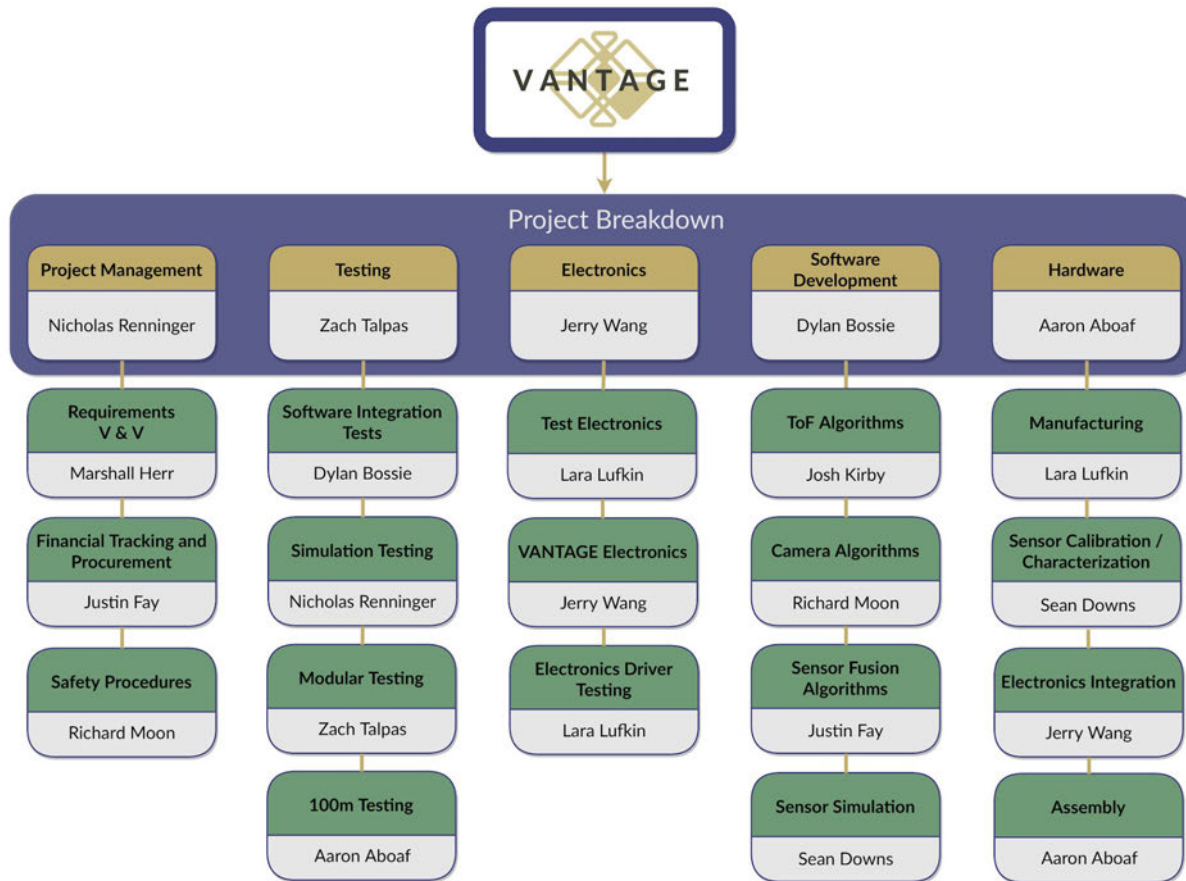 VANTAGE
Project Breakdown
Project Management
Nicholas Renninger
Requirements
V & V
Marshall Herr
Financial Tracking and
Procurement
Justin Fay
Safety Procedures
Richard Moon
Testing
Zach Talpas
Software Integration
Tests
Dylan Bossie
Simulation Testing
Nicholas Renninger
Modular Testing
Zach Talpas
100m Testing
Aaron Aboaf
Electronics
Jerry Wang
Test Electronics
Lara Lufkin
VANTAGE Electronics
Jerry Wang
Electronics Driver
Testing
Lara Lufkin
Software
Development
Dylan Bossie
ToF Algorithms
Josh Kirby
Camera Algorithms
Richard Moon
Sensor Fusion
Algorithms
Justin Fay
Sensor Simulation
Sean Downs
Hardware
Aaron Aboaf
Manufacturing
Lara Lufkin
Sensor Calibration /
Characterization
Sean Downs
Electronics Integration
Jerry Wang
Assembly
Aaron Aboaf